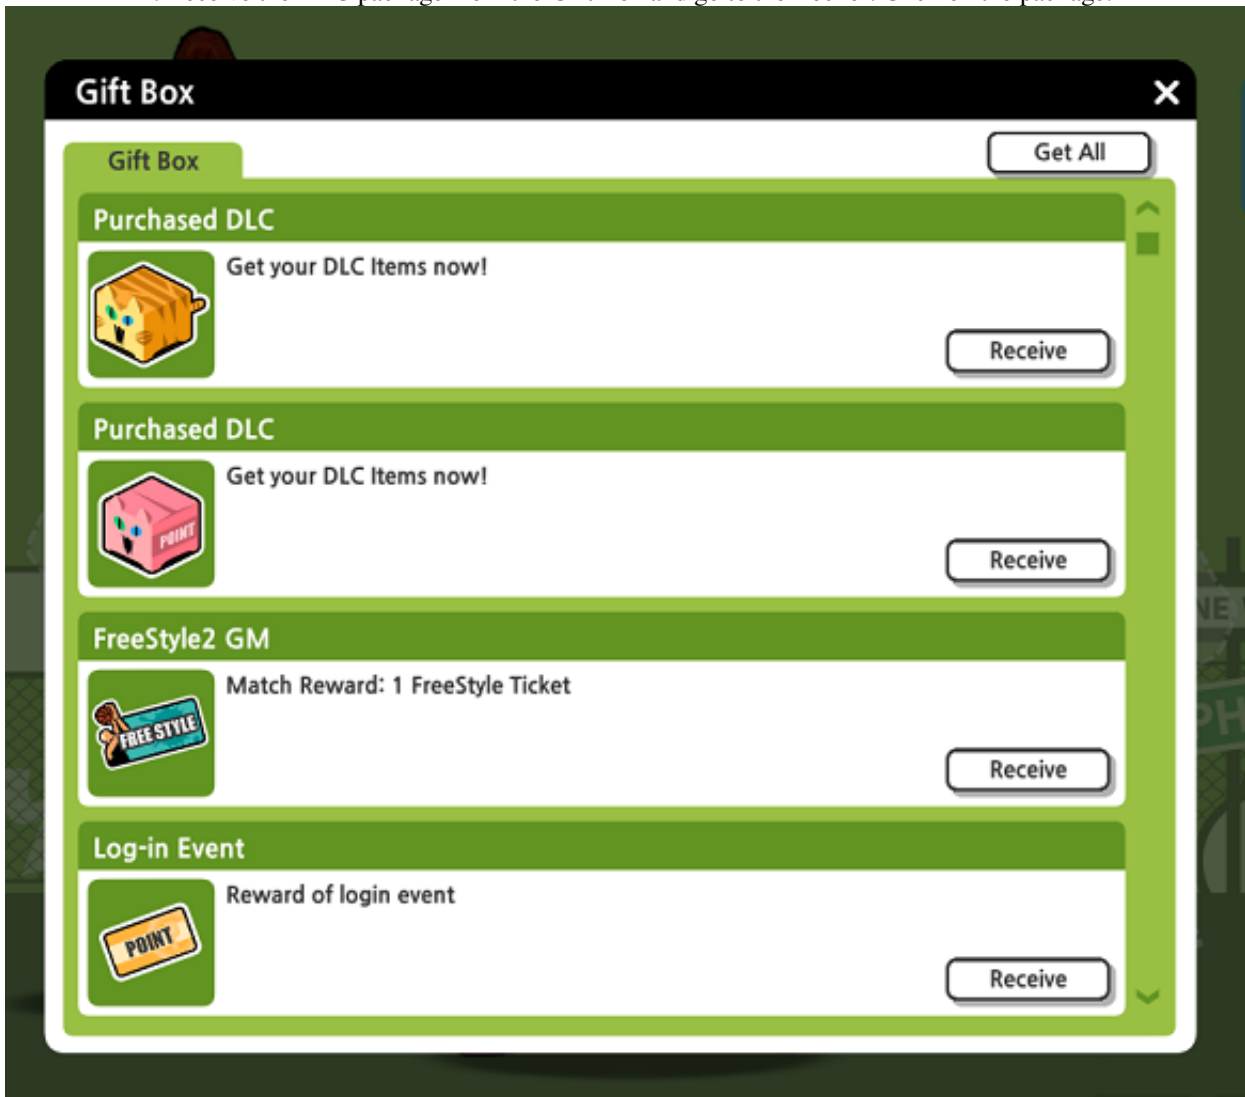 Gift Box
Get All
Gift Box
Purchased DLC
Get your DLC Items now!
Receive
Purchased DLC
Get your DLC Items now!
POINT
Receive
FreeStyle2 GM
Match Reward: 1 FreeStyle Ticket
FREE STYLE
Receive
Log-in Event
Reward of login event
POINT
Receive
NE
PH